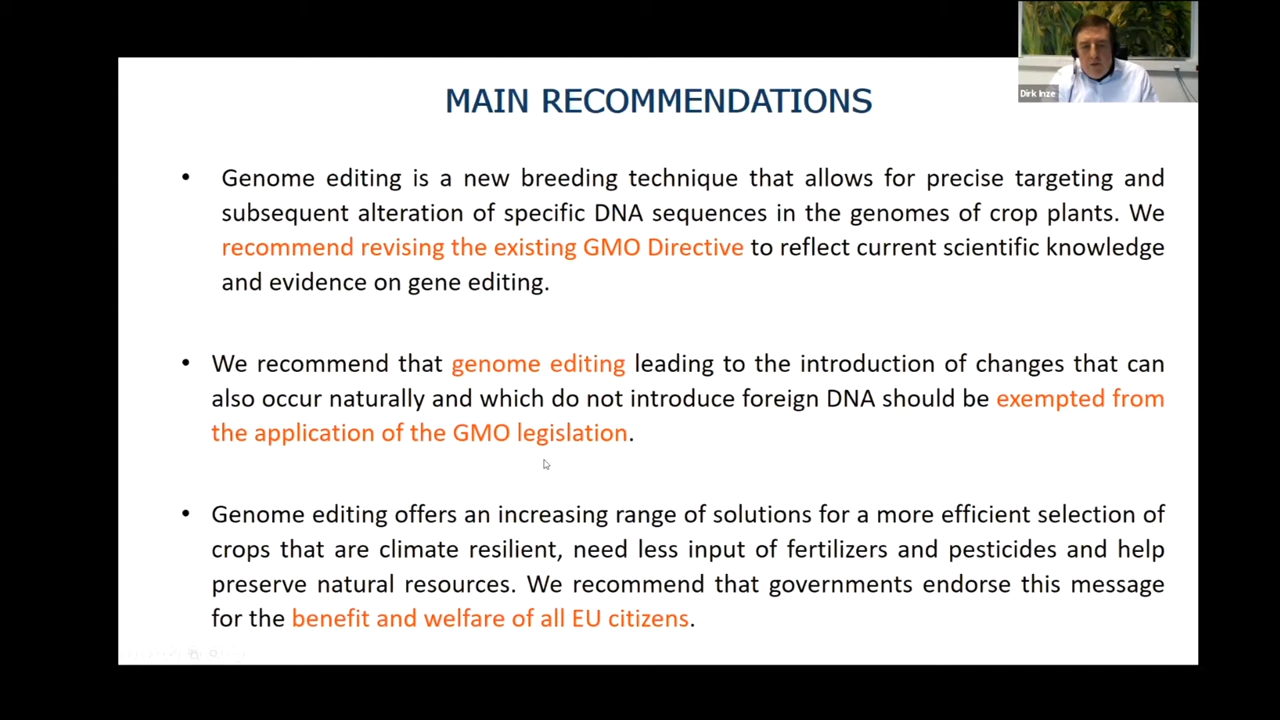 Dirk Inze
MAIN RECOMMENDATIONS
• Genome editing is a new breeding technique that allows for precise targeting and
subsequent alteration of specific DNA sequences in the genomes of crop plants. We
recommend revising the existing GMO Directive to reflect current scientific knowledge
and evidence on gene editing.
• We recommend that genome editing leading to the introduction of changes that can
also occur naturally and which do not introduce foreign DNA should be exempted from
the application of the GMO legislation.
• Genome editing offers an increasing range of solutions for a more efficient selection of
crops that are climate resilient, need less input of fertilizers and pesticides and help
preserve natural resources. We recommend that governments endorse this message
for the benefit and welfare of all EU citizens.